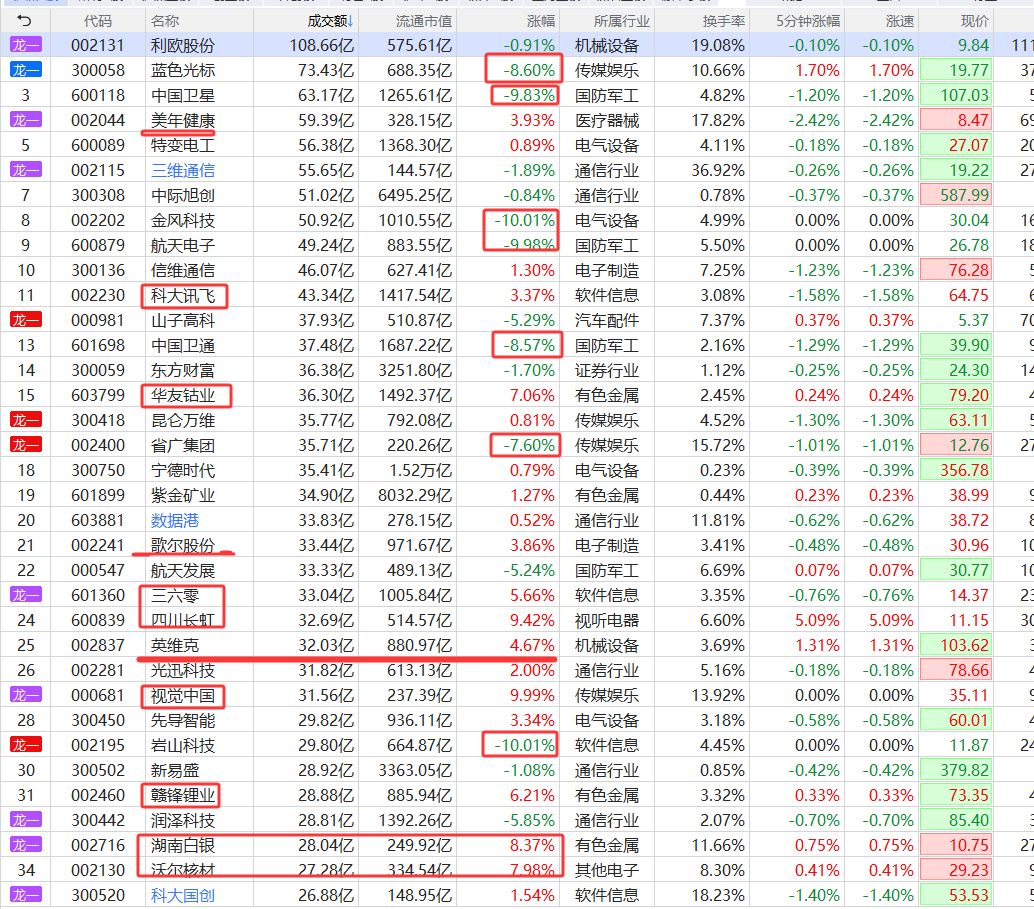 代码 名称 成交额↓ 流通市值 涨幅 所属行业 换手率 5分钟涨幅 涨速 现价
龙一 002131 利欧股份 108.66亿 575.61亿 -0.91% 机械设备 19.08% -0.10% -0.10% 9.84 111
龙一 300058 蓝色光标 73.43亿 688.35亿 -8.60% 传媒娱乐 10.66% 1.70% 1.70% 19.77 37
3 600118 中国卫星 63.17亿 1265.61亿 -9.83% 国防军工 4.82% -1.20% -1.20% 107.03 5
龙一 002044 美年健康 59.39亿 328.15亿 3.93% 医疗器械 17.82% -2.42% -2.42% 8.47 69
5 600089 特变电工 56.38亿 1368.30亿 0.89% 电气设备 4.11% -0.18% -0.18% 27.07 20
龙一 002115 三维通信 55.65亿 144.57亿 -1.89% 通信行业 36.92% -0.26% -0.26% 19.22 27
7 300308 中际旭创 51.02亿 6495.25亿 -0.84% 通信行业 0.78% -0.37% -0.37% 587.99
8 002202 金风科技 50.92亿 1010.55亿 -10.01% 电气设备 4.99% 0.00% 0.00% 30.04 16
9 600879 航天电子 49.24亿 883.55亿 -9.98% 国防军工 5.50% 0.00% 0.00% 26.78 18
10 300136 信维通信 46.07亿 627.41亿 1.30% 电子制造 7.25% -1.23% -1.23% 76.28 5
11 002230 科大讯飞 43.34亿 1417.54亿 3.37% 软件信息 3.08% -1.58% -1.58% 64.75 6
龙一 000981 山子高科 37.93亿 510.87亿 -5.29% 汽车配件 7.37% 0.37% 0.37% 5.37 70
13 601698 中国卫通 37.48亿 1687.22亿 -8.57% 国防军工 2.16% -1.29% -1.29% 39.90 9
14 300059 东方财富 36.38亿 3251.80亿 -1.70% 证券行业 1.12% -0.25% -0.25% 24.30 14
15 603799 华友钴业 36.30亿 1492.37亿 7.06% 有色金属 2.45% 0.24% 0.24% 79.20 4
龙一 300418 昆仑万维 35.77亿 792.08亿 0.81% 传媒娱乐 4.52% -1.30% -1.30% 63.11 5
龙一 002400 省广集团 35.71亿 220.26亿 -7.60% 传媒娱乐 15.72% -1.01% -1.01% 12.76 27
18 300750 宁德时代 35.41亿 1.52万亿 0.79% 电气设备 0.23% -0.39% -0.39% 356.78
19 601899 紫金矿业 34.90亿 8032.29亿 1.27% 有色金属 0.44% 0.23% 0.23% 38.99 9
20 603881 数据港 33.83亿 278.15亿 0.52% 通信行业 11.81% -0.62% -0.62% 38.72 8
21 002241 歌尔股份 33.44亿 971.67亿 3.86% 电子制造 3.41% -0.48% -0.48% 30.96 10
22 000547 航天发展 33.33亿 489.13亿 -5.24% 国防军工 6.69% 0.07% 0.07% 30.77 10
龙一 601360 三六零 33.04亿 1005.84亿 5.66% 软件信息 3.35% -0.76% -0.76% 14.37 23
24 600839 四川长虹 32.69亿 514.57亿 9.42% 视听电器 6.60% 5.09% 5.09% 11.15 30
25 002837 英维克 32.03亿 880.97亿 4.67% 机械设备 3.69% 1.31% 1.31% 103.62 3
26 002281 光迅科技 31.82亿 613.13亿 2.00% 通信行业 5.16% -0.18% -0.18% 78.66 4
龙一 000681 视觉中国 31.56亿 237.39亿 9.99% 传媒娱乐 13.92% 0.00% 0.00% 35.11 9
28 300450 先导智能 29.82亿 936.11亿 3.34% 电气设备 3.18% -0.58% -0.58% 60.01 4
龙一 002195 岩山科技 29.80亿 664.87亿 -10.01% 软件信息 4.45% 0.00% 0.00% 11.87 24
30 300502 新易盛 28.92亿 3363.05亿 -1.08% 通信行业 0.85% -0.42% -0.42% 379.82
31 002460 赣锋锂业 28.88亿 885.94亿 6.21% 有色金属 3.32% 0.33% 0.33% 73.35 4
龙一 300442 润泽科技 28.81亿 1392.26亿 -5.85% 通信行业 2.07% -0.70% -0.70% 85.40 3
龙一 002716 湖南白银 28.04亿 249.92亿 8.37% 有色金属 11.66% 0.75% 0.75% 10.75 27
34 002130 沃尔核材 27.28亿 334.54亿 7.98% 其他电子 8.30% 0.41% 0.41% 29.23 9
龙一 300520 科大国创 26.88亿 148.95亿 1.54% 软件信息 18.23% -1.40% -1.40% 53.53 5